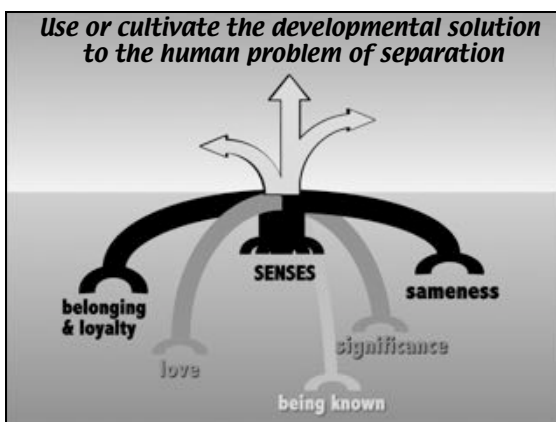 Use or cultivate the developmental solution
to the human problem of separation
SENSES
belonging
& loyalty
sameness
love
significance
being known